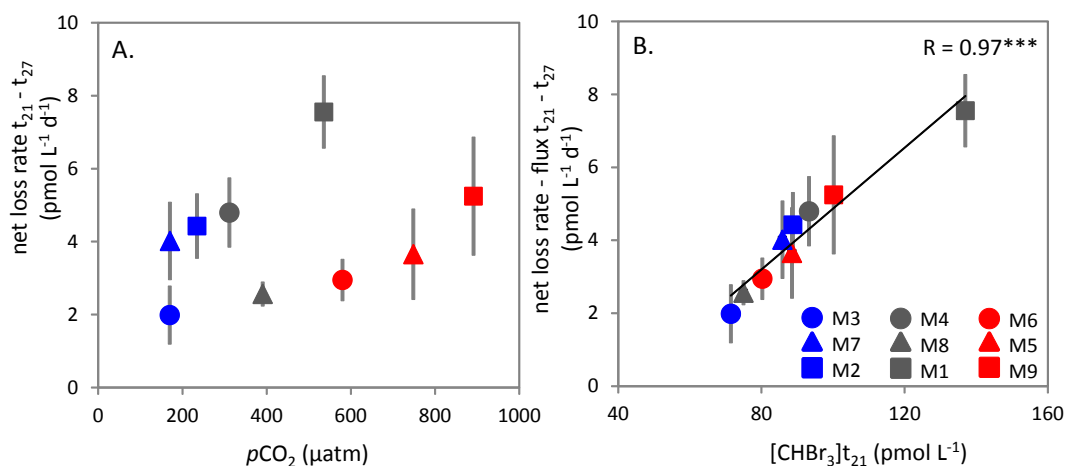 A.
net loss rate t₂₁ - t₂₇
(pmol L⁻¹ d⁻¹)
10
8
6
4
2
0
0 200 400 600 800 1000
pCO₂ (µatm)
B.
R = 0.97***
net loss rate - flux t₂₁ - t₂₇
(pmol L⁻¹ d⁻¹)
10
8
6
4
2
0
M3 M4 M6
M7 M8 M5
M2 M1 M9
40 80 120 160
[CHBr₃]t₂₁ (pmol L⁻¹)